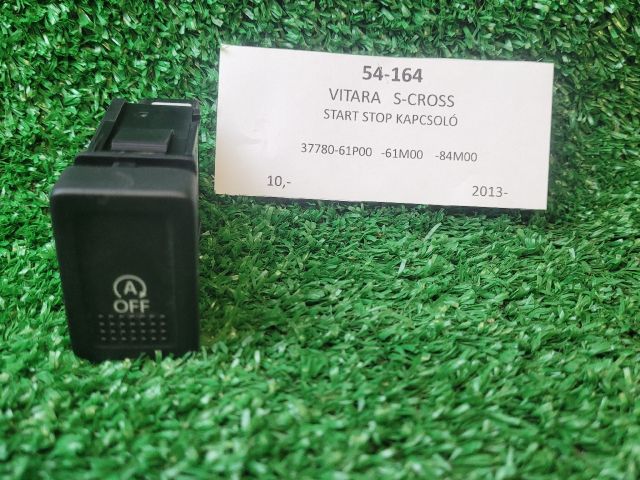 54-164
VITARA S-CROSS
START STOP KAPCSOLÓ
37780-61P00 -61M00 -84M00
10,- 2013-
A
OFF